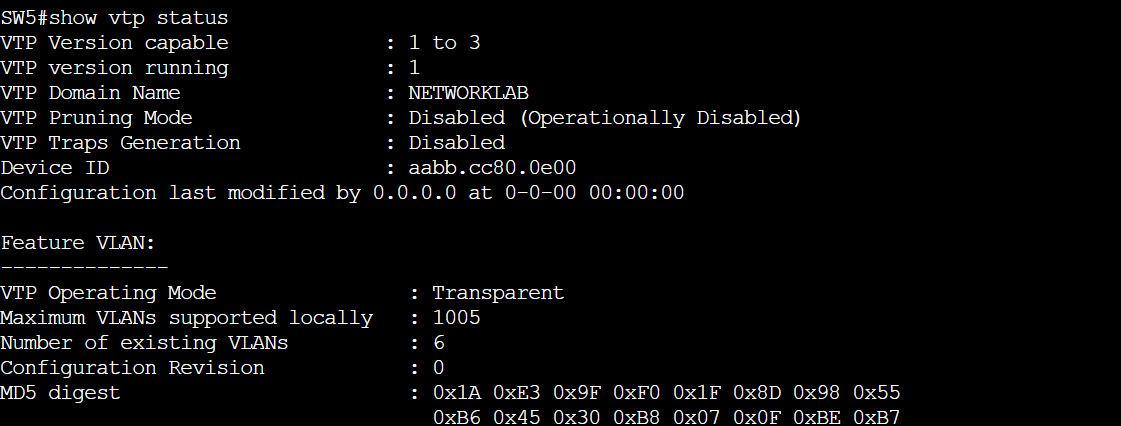 SW5#show vtp status
VTP Version capable             : 1 to 3
VTP version running             : 1
VTP Domain Name                 : NETWORKLAB
VTP Pruning Mode                : Disabled (Operationally Disabled)
VTP Traps Generation            : Disabled
Device ID                       : aabb.cc80.0e00
Configuration last modified by 0.0.0.0 at 0-0-00 00:00:00

Feature VLAN:
--------------
VTP Operating Mode                : Transparent
Maximum VLANs supported locally   : 1005
Number of existing VLANs          : 6
Configuration Revision            : 0
MD5 digest                        : 0x1A 0xE3 0x9F 0xF0 0x1F 0x8D 0x98 0x55
                                    0xB6 0x45 0x30 0xB8 0x07 0x0F 0xBE 0xB7